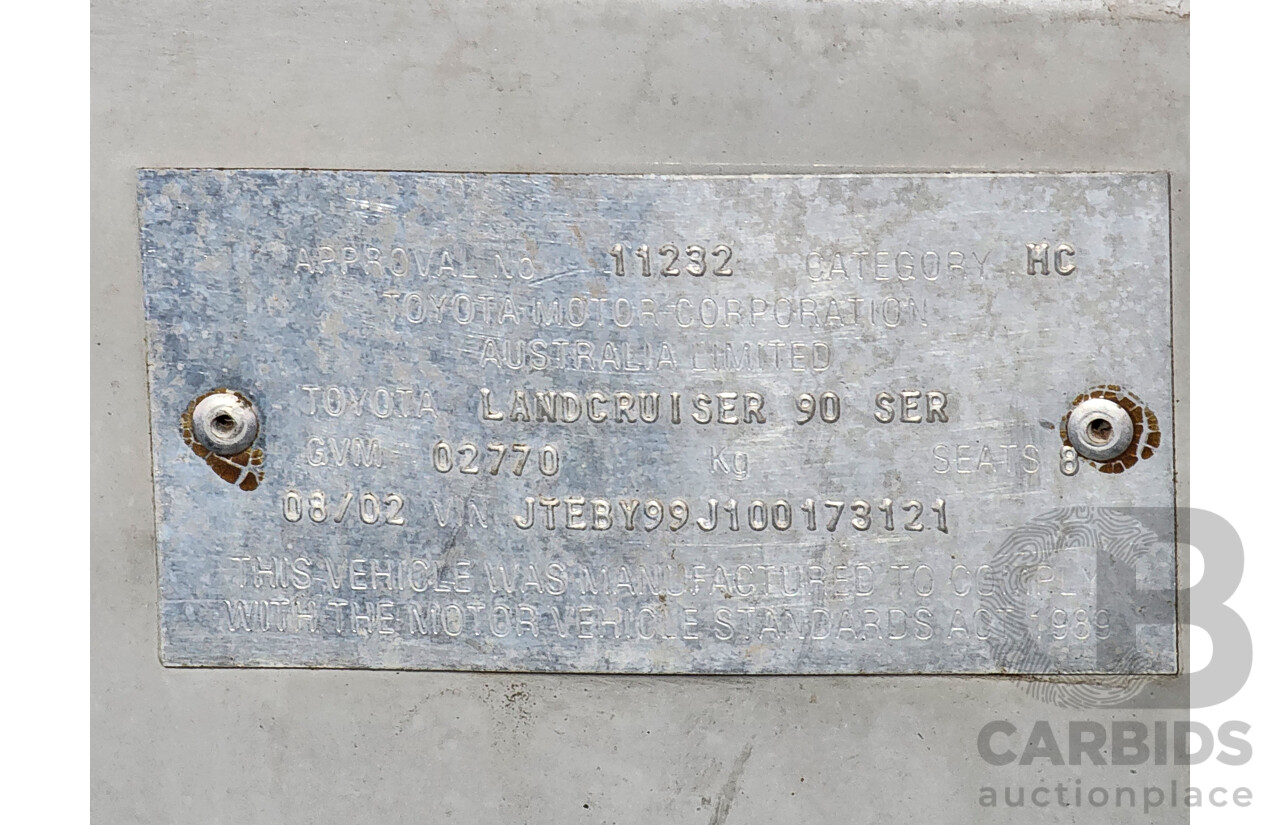 APPROVAL No 11232 CATEGORY MC
TOYOTA MOTOR CORPORATION
AUSTRALIA LIMITED
TOYOTA LANDCRUISER 90 SER
GVM 02770 Kg SEATS 8
08/02 VIN JTEBY99J100173121
THIS VEHICLE WAS MANUFACTURED TO COMPLY
WITH THE MOTOR VEHICLE STANDARDS ACT 1989
CB
CARBIDS
auctionplace